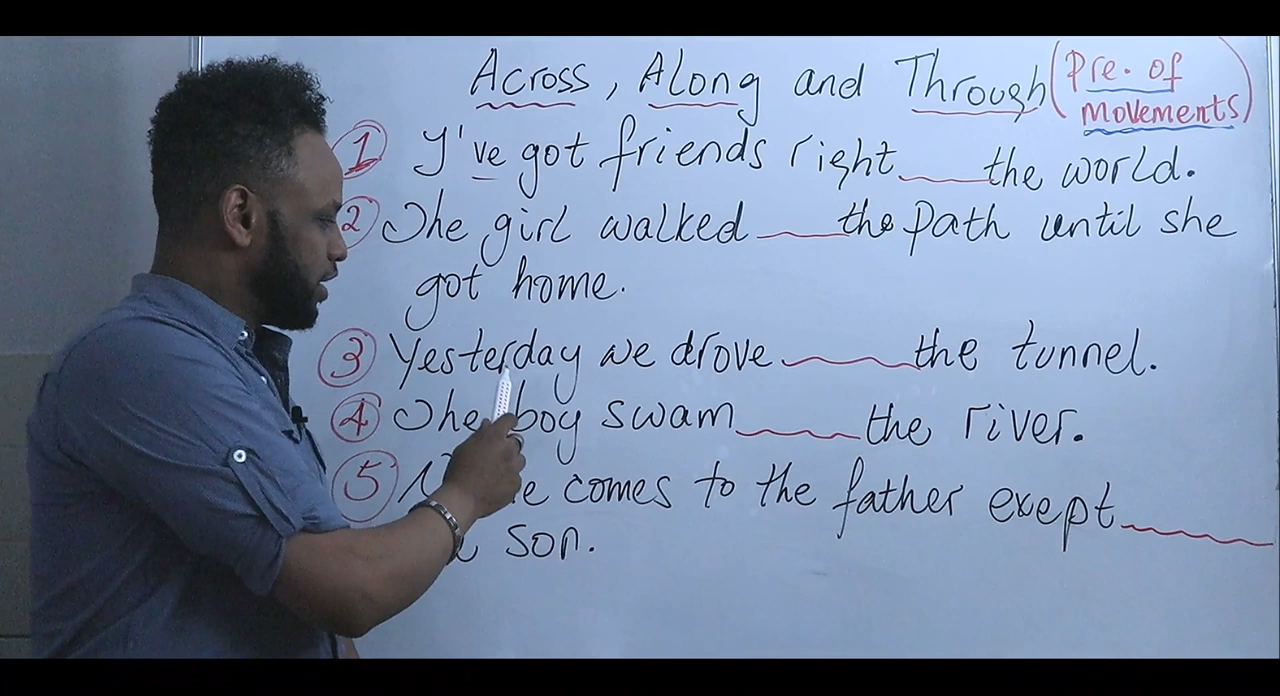 Across, Along and Through (Pre. of Movements)
1 I've got friends right ___ the world.
2 The girl walked ___ the path until she
got home.
3 Yesterday we drove ___ the tunnel.
4 The boy swam ___ the river.
5 comes to the father exept ___
son.